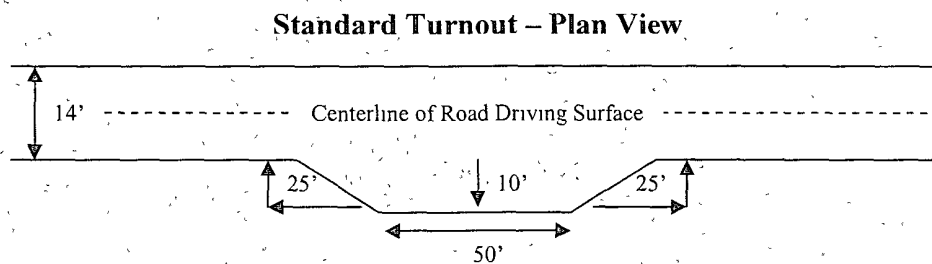 Standard Turnout – Plan View
14'
Centerline of Road Driving Surface
25'
10'
25'
50'